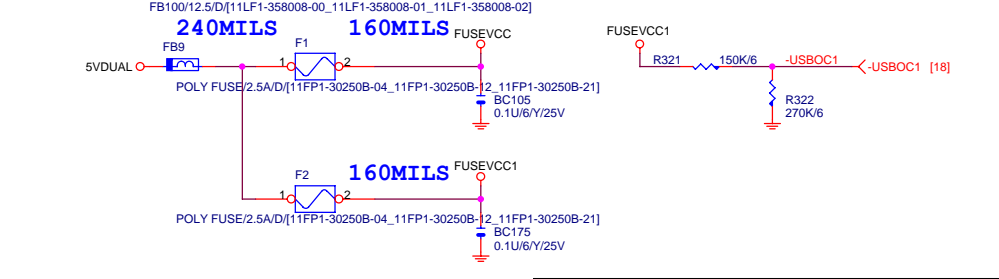 FB100/12.5/D/[11LF1-358008-00_11LF1-358008-01_11LF1-358008-02]
240MILS
160MILS
FUSEVCC
FUSEVCC1
FB9
F1
5VDUAL
1
2
R321
150K/6
-USBOC1
-USBOC1 [18]
POLY FUSE/2.5A/D/[11FP1-30250B-04_11FP1-30250B-12_11FP1-30250B-21]
BC105
0.1U/6/Y/25V
R322
270K/6
160MILS
FUSEVCC1
F2
1
2
POLY FUSE/2.5A/D/[11FP1-30250B-04_11FP1-30250B-12_11FP1-30250B-21]
BC175
0.1U/6/Y/25V